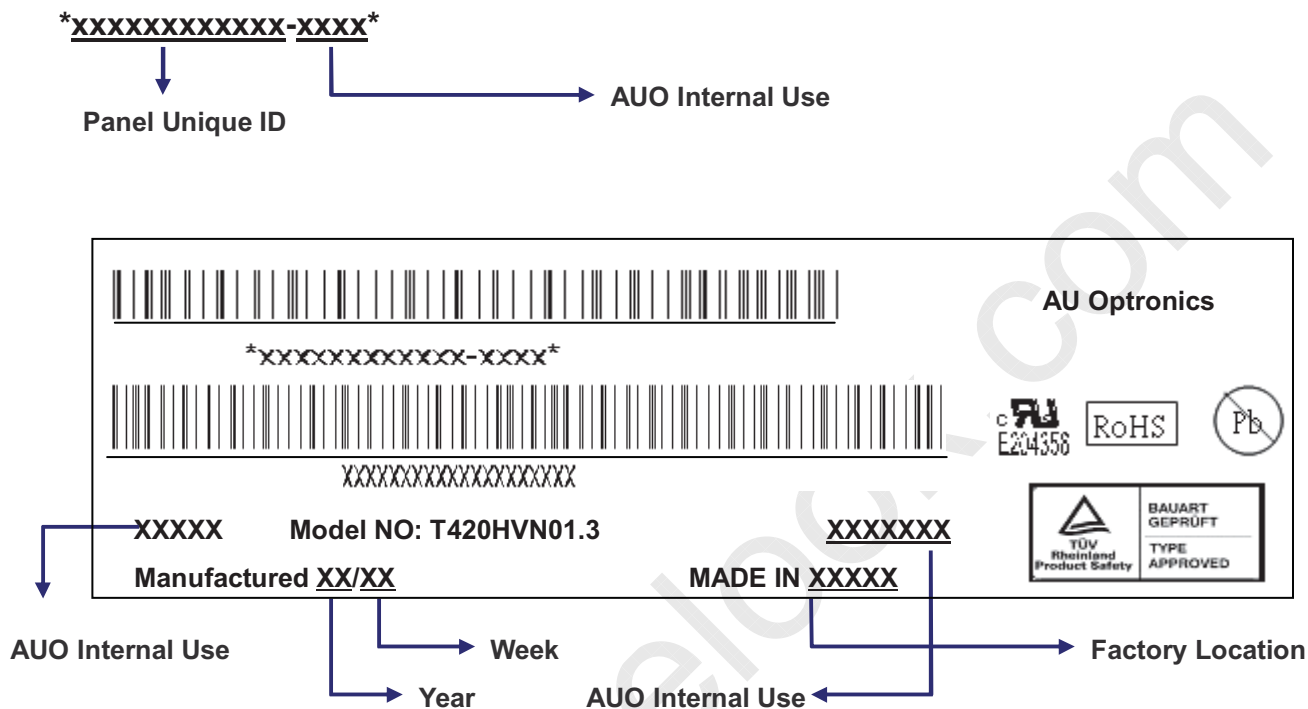 *xxxxxxxxxxxx-xxxx*
AUO Internal Use
Panel Unique ID
AU Optronics
*xxxxxxxxxxxx-xxxx*
c
E204356
RoHS
Pb
XXXXXXXXXXXXXXXXXXXX
XXXXX Model NO: T420HVN01.3 XXXXXXX
TÜV
Rheinland
Product Safety
BAUART
GEPRÜFT
TYPE
APPROVED
Manufactured XX/XX MADE IN XXXXX
AUO Internal Use
Week
Factory Location
Year
AUO Internal Use